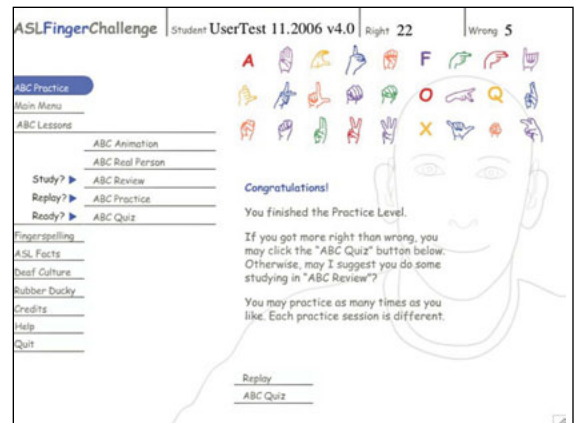 ASLFingerChallenge Student UserTest 11.2006 v4.0 Right 22 Wrong 5
A F
O Q
X
ABC Practice
Main Menu
ABC Lessons
ABC Animation
ABC Real Person
Study? ABC Review
Replay? ABC Practice
Ready? ABC Quiz
Fingerspelling
ASL Facts
Deaf Culture
Rubber Ducky
Credits
Help
Quit
Congratulations!
You finished the Practice Level.
If you got more right than wrong, you
may click the "ABC Quiz" button below.
Otherwise, may I suggest you do some
studying in "ABC Review"?
You may practice as many times as you
like. Each practice session is different.
Replay
ABC Quiz